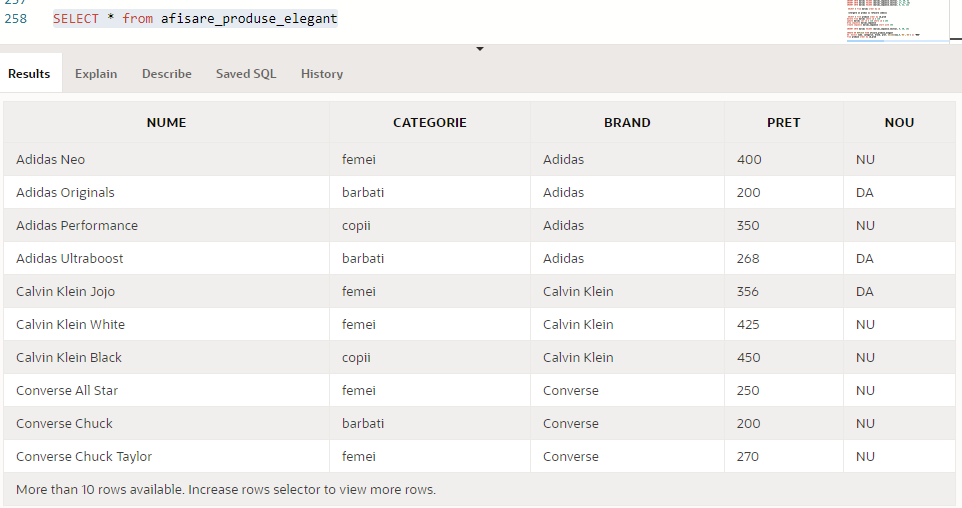 257
258 SELECT * from afisare_produse_elegant
Results Explain Describe Saved SQL History
NUME CATEGORIE BRAND PRET NOU
Adidas Neo femei Adidas 400 NU
Adidas Originals barbati Adidas 200 DA
Adidas Performance copii Adidas 350 NU
Adidas Ultraboost barbati Adidas 268 DA
Calvin Klein Jojo femei Calvin Klein 356 DA
Calvin Klein White femei Calvin Klein 425 NU
Calvin Klein Black copii Calvin Klein 450 NU
Converse All Star femei Converse 250 NU
Converse Chuck barbati Converse 200 NU
Converse Chuck Taylor femei Converse 270 NU
More than 10 rows available. Increase rows selector to view more rows.